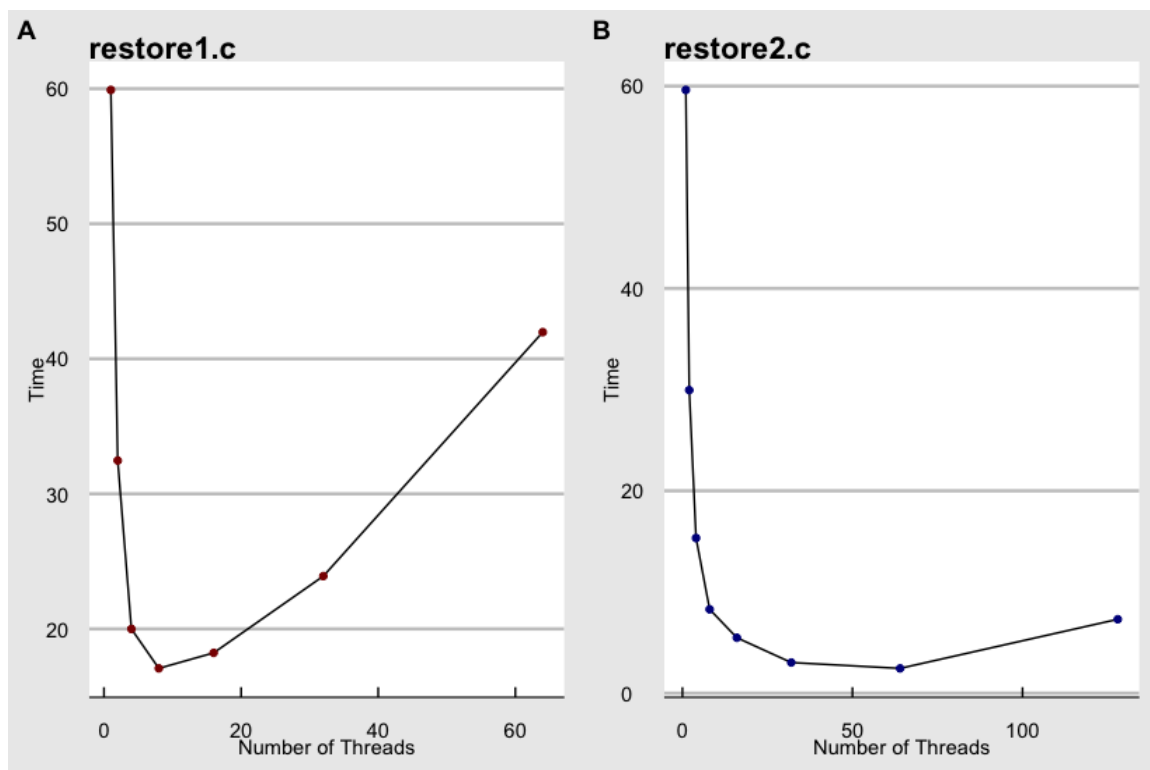 A
restore1.c
60
50
40
30
20
Time
0 20 40 60
Number of Threads
B
restore2.c
60
40
20
0
Time
0 50 100
Number of Threads